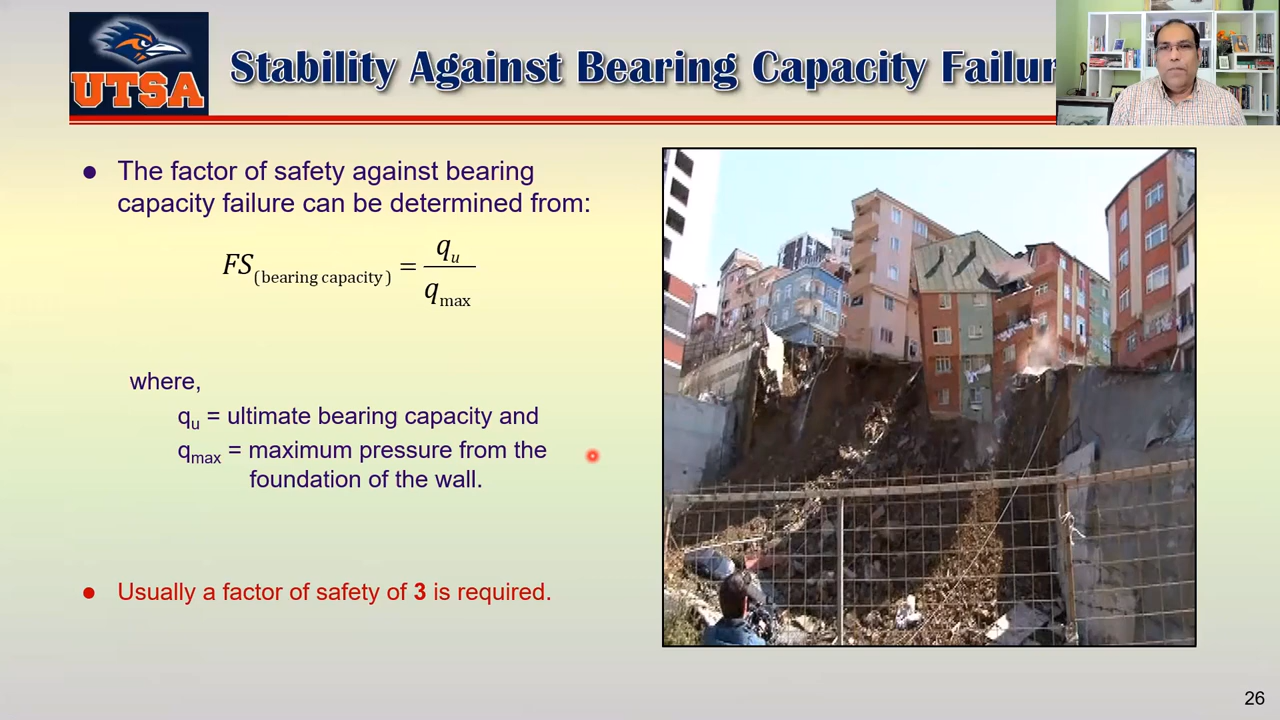 UTSA
Stability Against Bearing Capacity Failur
● The factor of safety against bearing
capacity failure can be determined from:
FS(bearing capacity) = qu / qmax
where,
qu = ultimate bearing capacity and
qmax = maximum pressure from the
foundation of the wall.
● Usually a factor of safety of 3 is required.
26